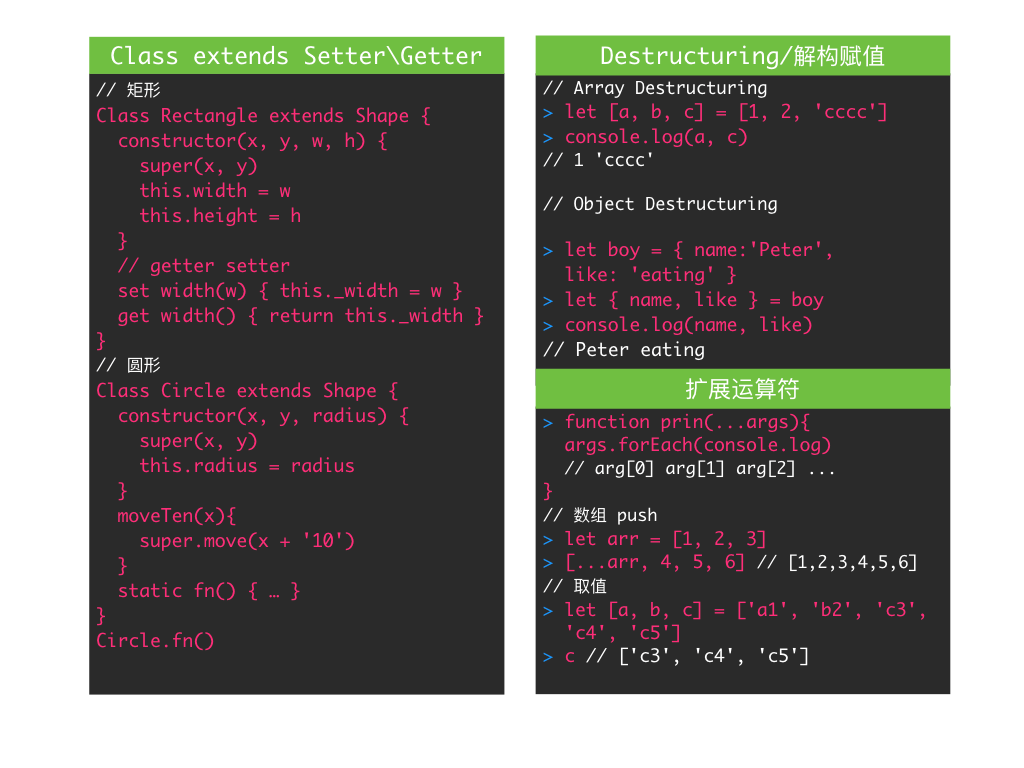 Class extends Setter\Getter
// 矩形
Class Rectangle extends Shape {
  constructor(x, y, w, h) {
    super(x, y)
    this.width = w
    this.height = h
  }
  // getter setter
  set width(w) { this._width = w }
  get width() { return this._width }
}
// 圆形
Class Circle extends Shape {
  constructor(x, y, radius) {
    super(x, y)
    this.radius = radius
  }
  moveTen(x){
    super.move(x + '10')
  }
  static fn() { … }
}
Circle.fn()
Destructuring/解构赋值
// Array Destructuring
> let [a, b, c] = [1, 2, 'cccc']
> console.log(a, c)
// 1 'cccc'
// Object Destructuring
> let boy = { name:'Peter',
  like: 'eating' }
> let { name, like } = boy
> console.log(name, like)
// Peter eating
扩展运算符
> function prin(...args){
  args.forEach(console.log)
  // arg[0] arg[1] arg[2] ...
}
// 数组 push
> let arr = [1, 2, 3]
> [...arr, 4, 5, 6] // [1,2,3,4,5,6]
// 取值
> let [a, b, c] = ['a1', 'b2', 'c3',
  'c4', 'c5']
> c // ['c3', 'c4', 'c5']